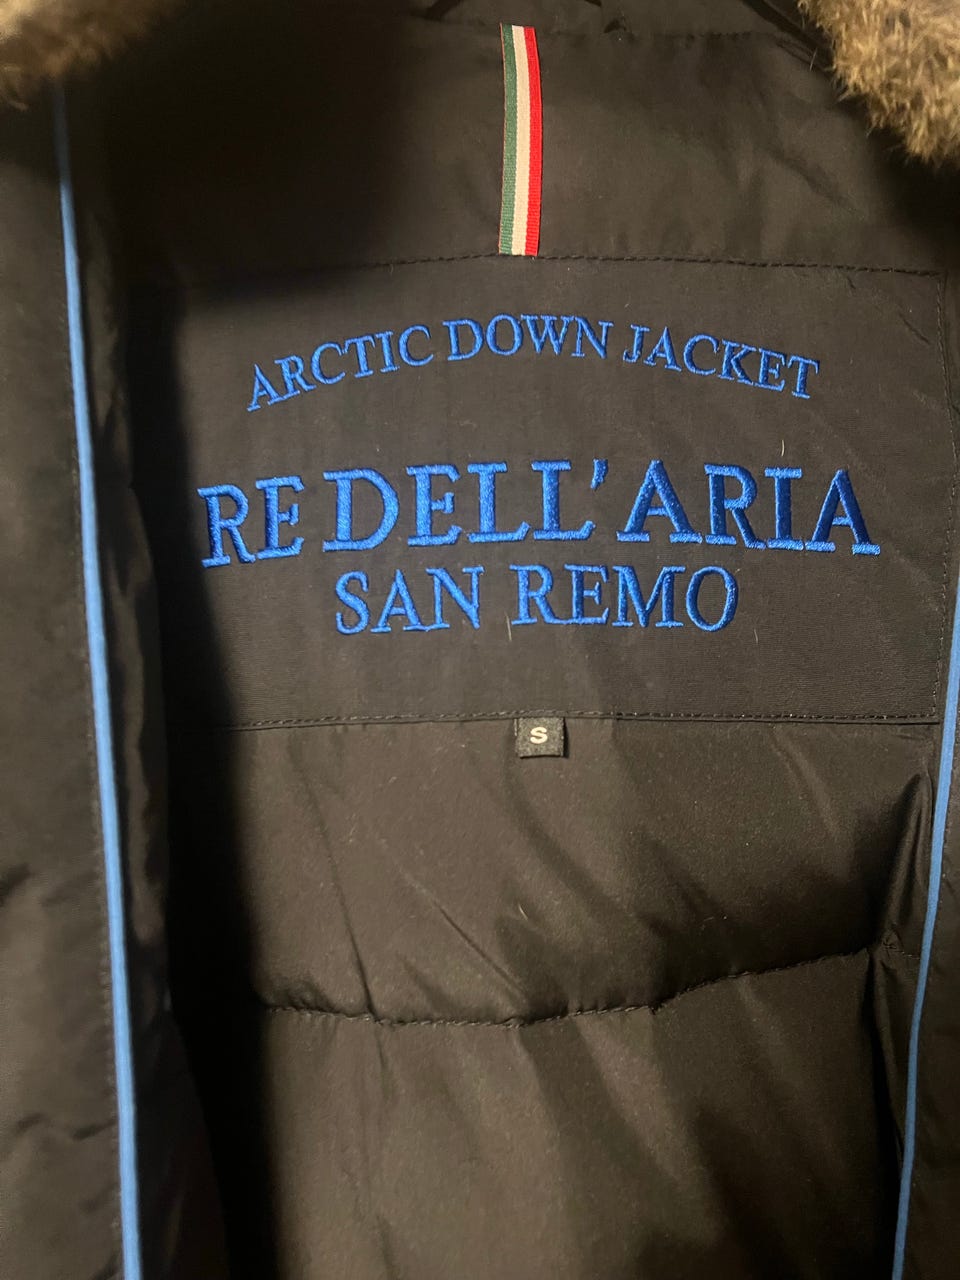 ARCTIC DOWN JACKET
RE DELL'ARIA
SAN REMO
S